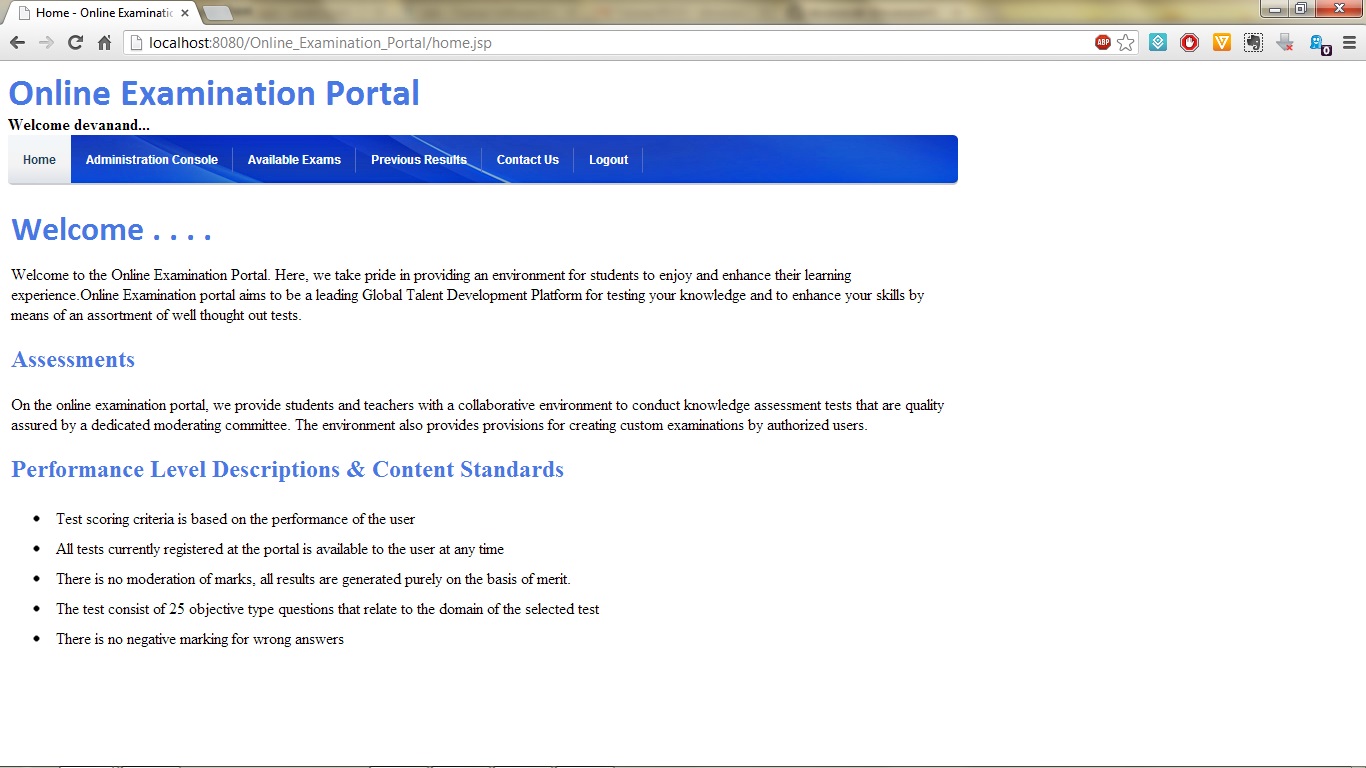 Home - Online Examinatic
localhost:8080/Online_Examination_Portal/home.jsp
ABP
0
Online Examination Portal
Welcome devanand...
Home
Administration Console
Available Exams
Previous Results
Contact Us
Logout
Welcome . . . .
Welcome to the Online Examination Portal. Here, we take pride in providing an environment for students to enjoy and enhance their learning
experience.Online Examination portal aims to be a leading Global Talent Development Platform for testing your knowledge and to enhance your skills by
means of an assortment of well thought out tests.
Assessments
On the online examination portal, we provide students and teachers with a collaborative environment to conduct knowledge assessment tests that are quality
assured by a dedicated moderating committee. The environment also provides provisions for creating custom examinations by authorized users.
Performance Level Descriptions & Content Standards
Test scoring criteria is based on the performance of the user
All tests currently registered at the portal is available to the user at any time
There is no moderation of marks, all results are generated purely on the basis of merit.
The test consist of 25 objective type questions that relate to the domain of the selected test
There is no negative marking for wrong answers